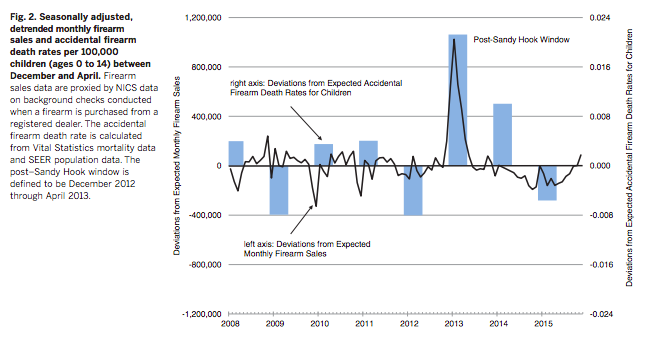 Fig. 2. Seasonally adjusted,
detrended monthly firearm
sales and accidental firearm
death rates per 100,000
children (ages 0 to 14) between
December and April. Firearm
sales data are proxied by NICS data
on background checks conducted
when a firearm is purchased from a
registered dealer. The accidental
firearm death rate is calculated
from Vital Statistics mortality data
and SEER population data. The
post–Sandy Hook window is
defined to be December 2012
through April 2013.
Deviations from Expected Monthly Firearm Sales
1,200,000
800,000
400,000
0
-400,000
-800,000
-1,200,000
Post-Sandy Hook Window
right axis: Deviations from Expected Accidental
Firearm Death Rates for Children
left axis: Deviations from Expected
Monthly Firearm Sales
2008 2009 2010 2011 2012 2013 2014 2015
0.024
0.016
0.008
0.000
-0.008
-0.016
-0.024
Deviations from Expected Accidental Firearm Death Rates for Children